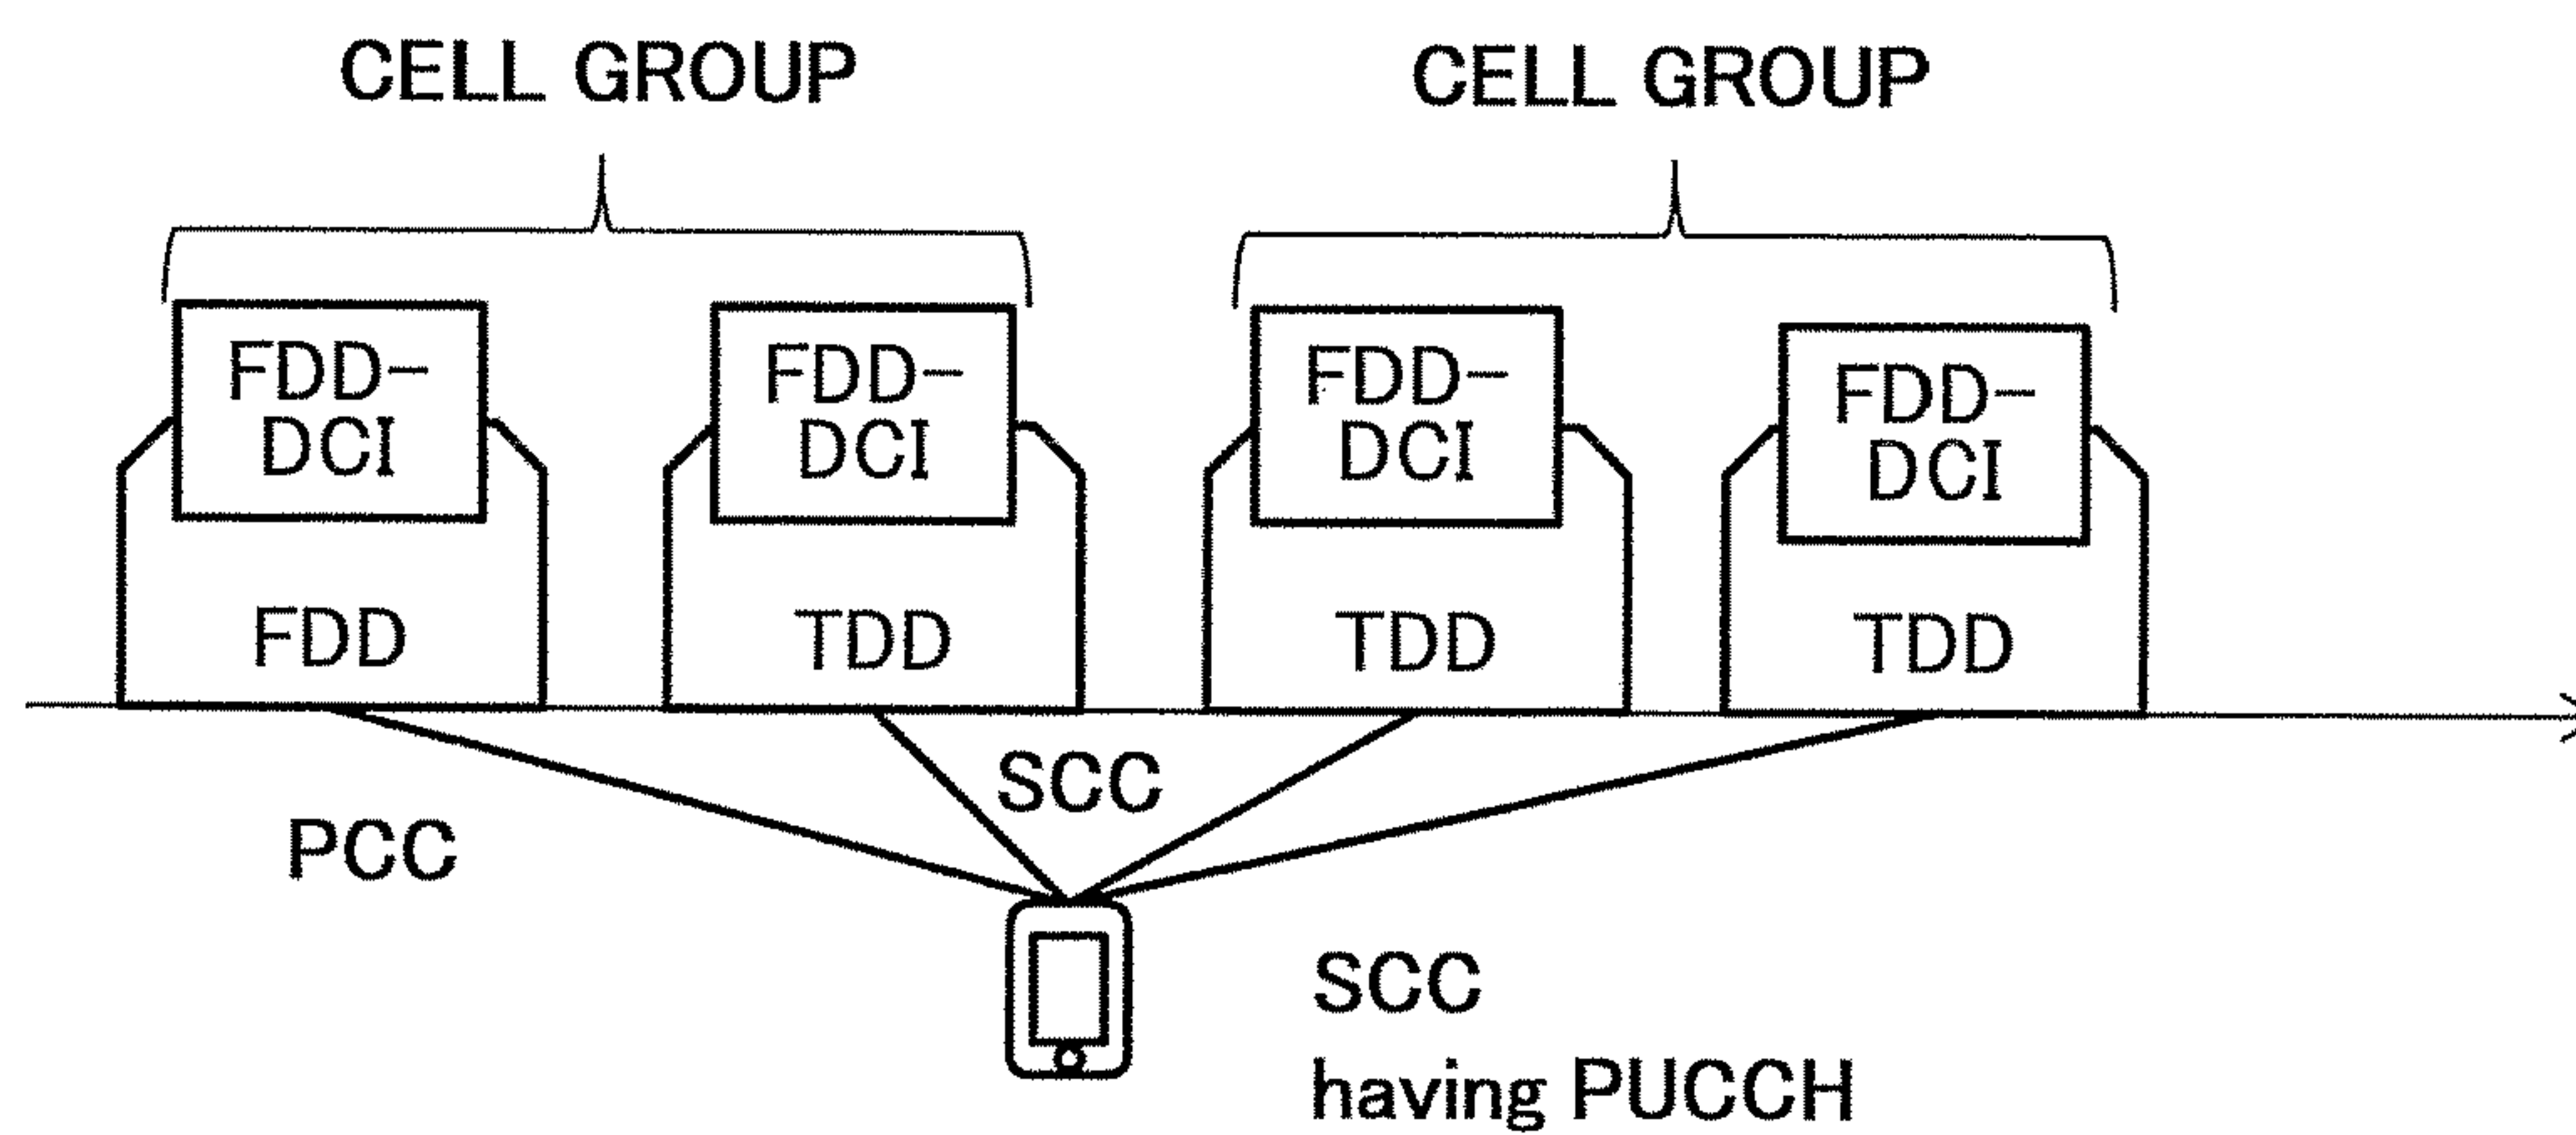 CELL GROUP
CELL GROUP
FDD-
DCI
FDD-
DCI
FDD-
DCI
FDD-
DCI
FDD
TDD
TDD
TDD
SCC
PCC
SCC
having PUCCH